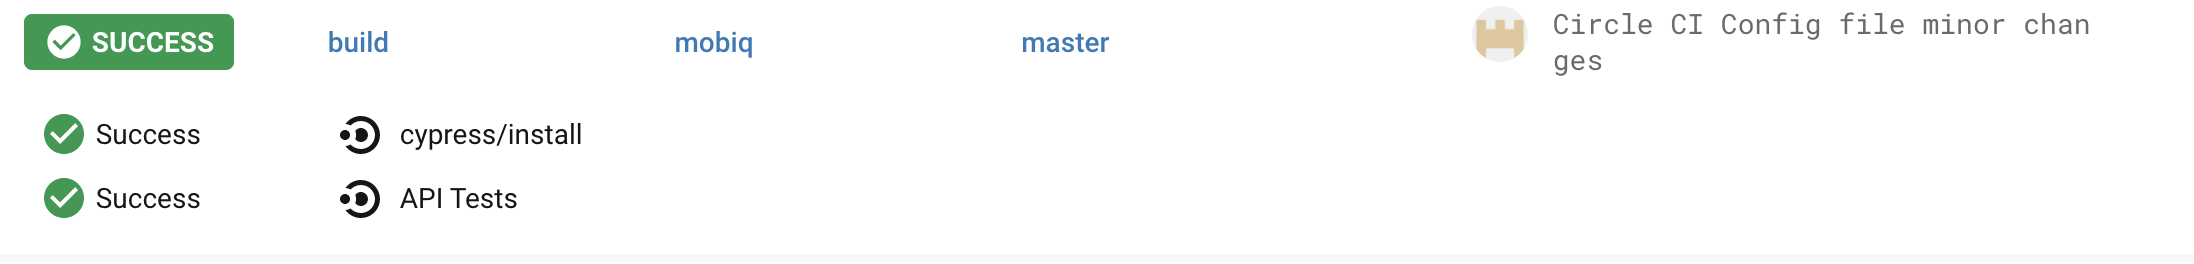 SUCCESS build mobiq master Circle CI Config file minor chan
ges
Success cypress/install
Success API Tests